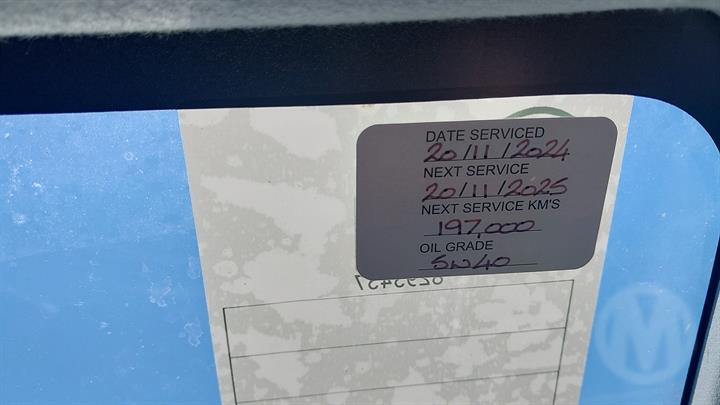 DATE SERVICED
20/11/2024
NEXT SERVICE
20/11/2025
NEXT SERVICE KM'S
197,000
OIL GRADE
5W40
M